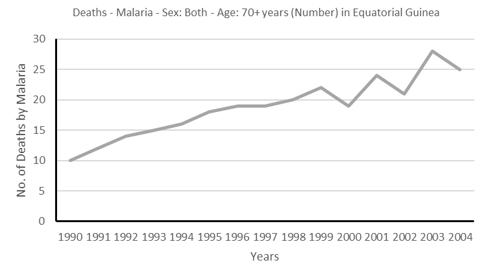 Deaths - Malaria - Sex: Both - Age: 70+ years (Number) in Equatorial Guinea
30
25
20
15
10
5
0
No. of Deaths by Malaria
1990 1991 1992 1993 1994 1995 1996 1997 1998 1999 2000 2001 2002 2003 2004
Years